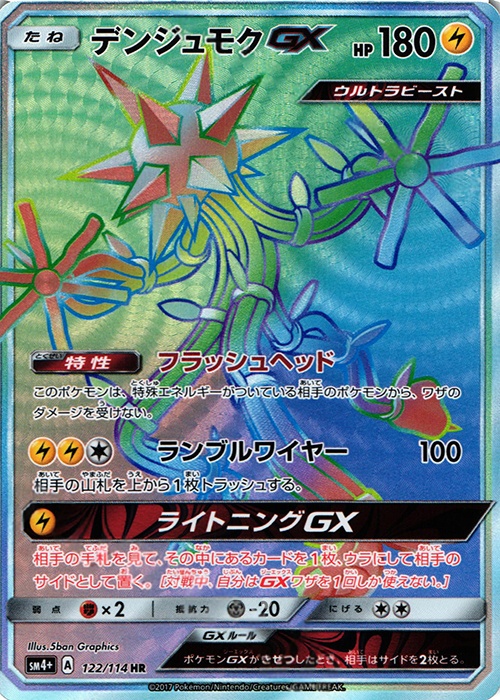 たね デンジュモクGX HP 180
ウルトラビースト
特性 フラッシュヘッド
このポケモンは、特殊エネルギーがついている相手のポケモンから、ワザの
ダメージを受けない。
ランブルワイヤー 100
相手の山札を上から1枚トラッシュする。
ライトニングGX
相手の手札を見て、その中にあるカードを1枚、ウラにして相手の
サイドとして置く。[対戦中、自分はGXワザを1回しか使えない。]
弱点 ×2 抵抗力 -20 にげる
Illus.5ban Graphics
GXルール
SM4+ A 122/114 HR
ポケモンGXがきぜつしたとき、相手はサイドを2枚とる。
©2017 Pokémon/Nintendo/Creatures/GAME FREAK